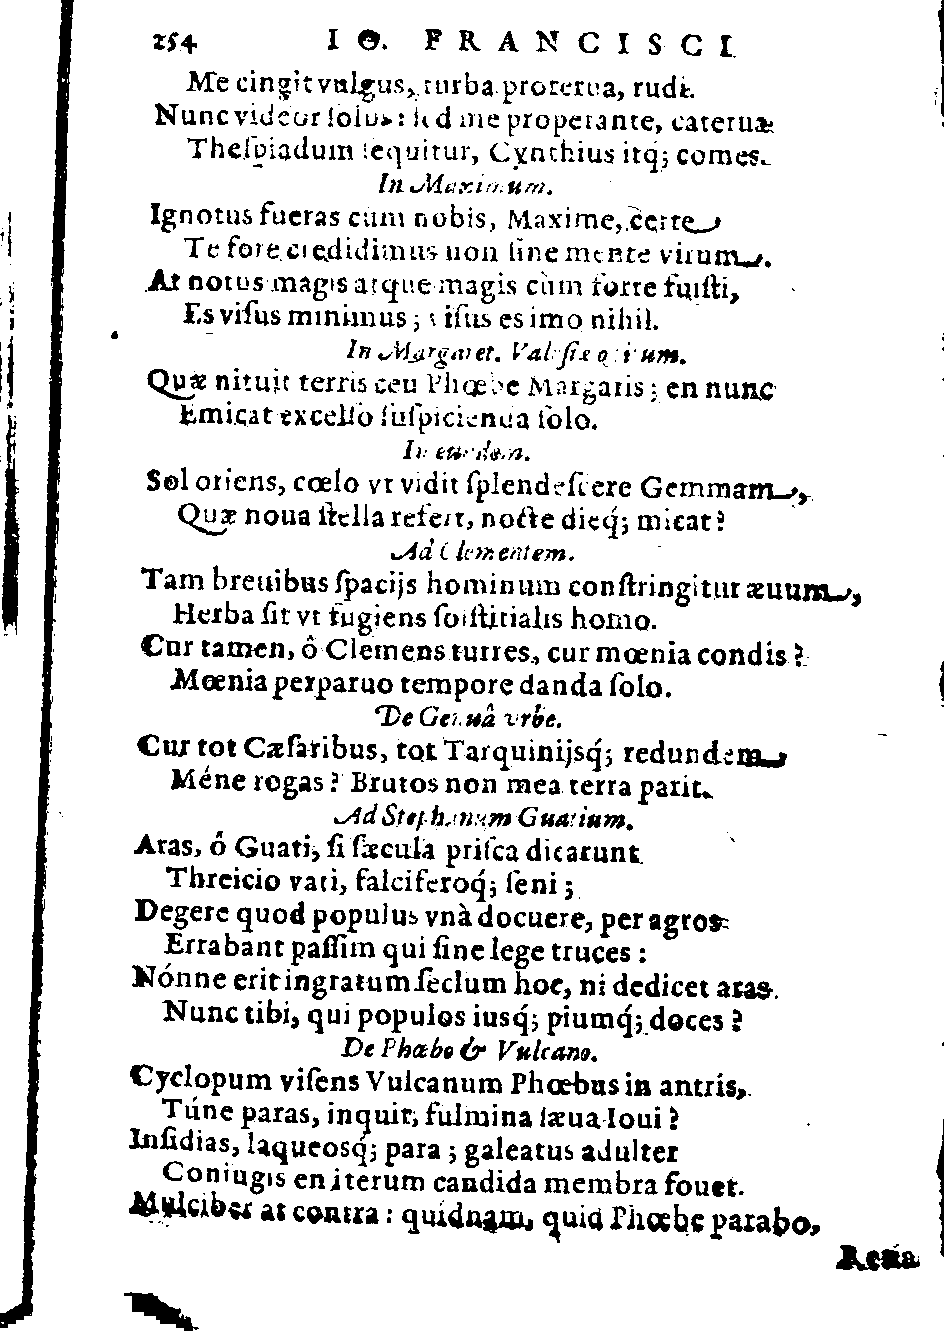 254 IO. FRANCISCI
Me cingit vulgus, turba proterua, rudis.
Nunc videor solus: sed me properante, cateruæ
Thespiadum sequitur, Cynthius itq́; comes.
In Maximum.
Ignotus fueras cùm nobis, Maxime, certe
Te fore credidimus non sine mente virum.
At notus magis atque magis cùm forte fuisti,
Es visus minimus; visus es imo nihil.
In Margaret. Valesiæ
Quæ nituit terris ceu Phœbe Margaris; en nunc
Emicat excelso suspicienda solo.
In eandem.
Sol oriens, cœlo vt vidit splendescere Gemmam,
Quæ noua stella refert, nocte dieq́; micat?
Ad Clementem.
Tam breuibus spacijs hominum constringitur æuum,
Herba sit vt fugiens solstitialis homo.
Cur tamen, ô Clemens turres, cur mœnia condis?
Mœnia perparuo tempore danda solo.
De Genuâ vrbe.
Cur tot Cæsaribus, tot Tarquinijsq́; redundem
Méne rogas? Brutos non mea terra parit.
Ad Stephanum Guatium.
Aras, ô Guati, si sæcula prisca dicarunt
Threicio vati, falciferoq́; seni;
Degere quod populus vnà docuere, per agros
Errabant passim qui sine lege truces:
Nónne erit ingratum seclum hoc, ni dedicet aras
Nunc tibi, qui populos iusq́; piumq́; doces?
De Phœbo & Vulcano.
Cyclopum visens Vulcanum Phœbus in antris,
Túne paras, inquit, fulmina sæua Ioui?
Insidias, laqueosq́; para; galeatus adulter
Coniugis en iterum candida membra fouet.
Mulciber at contra: quidnam, quid Phœbe parabo,